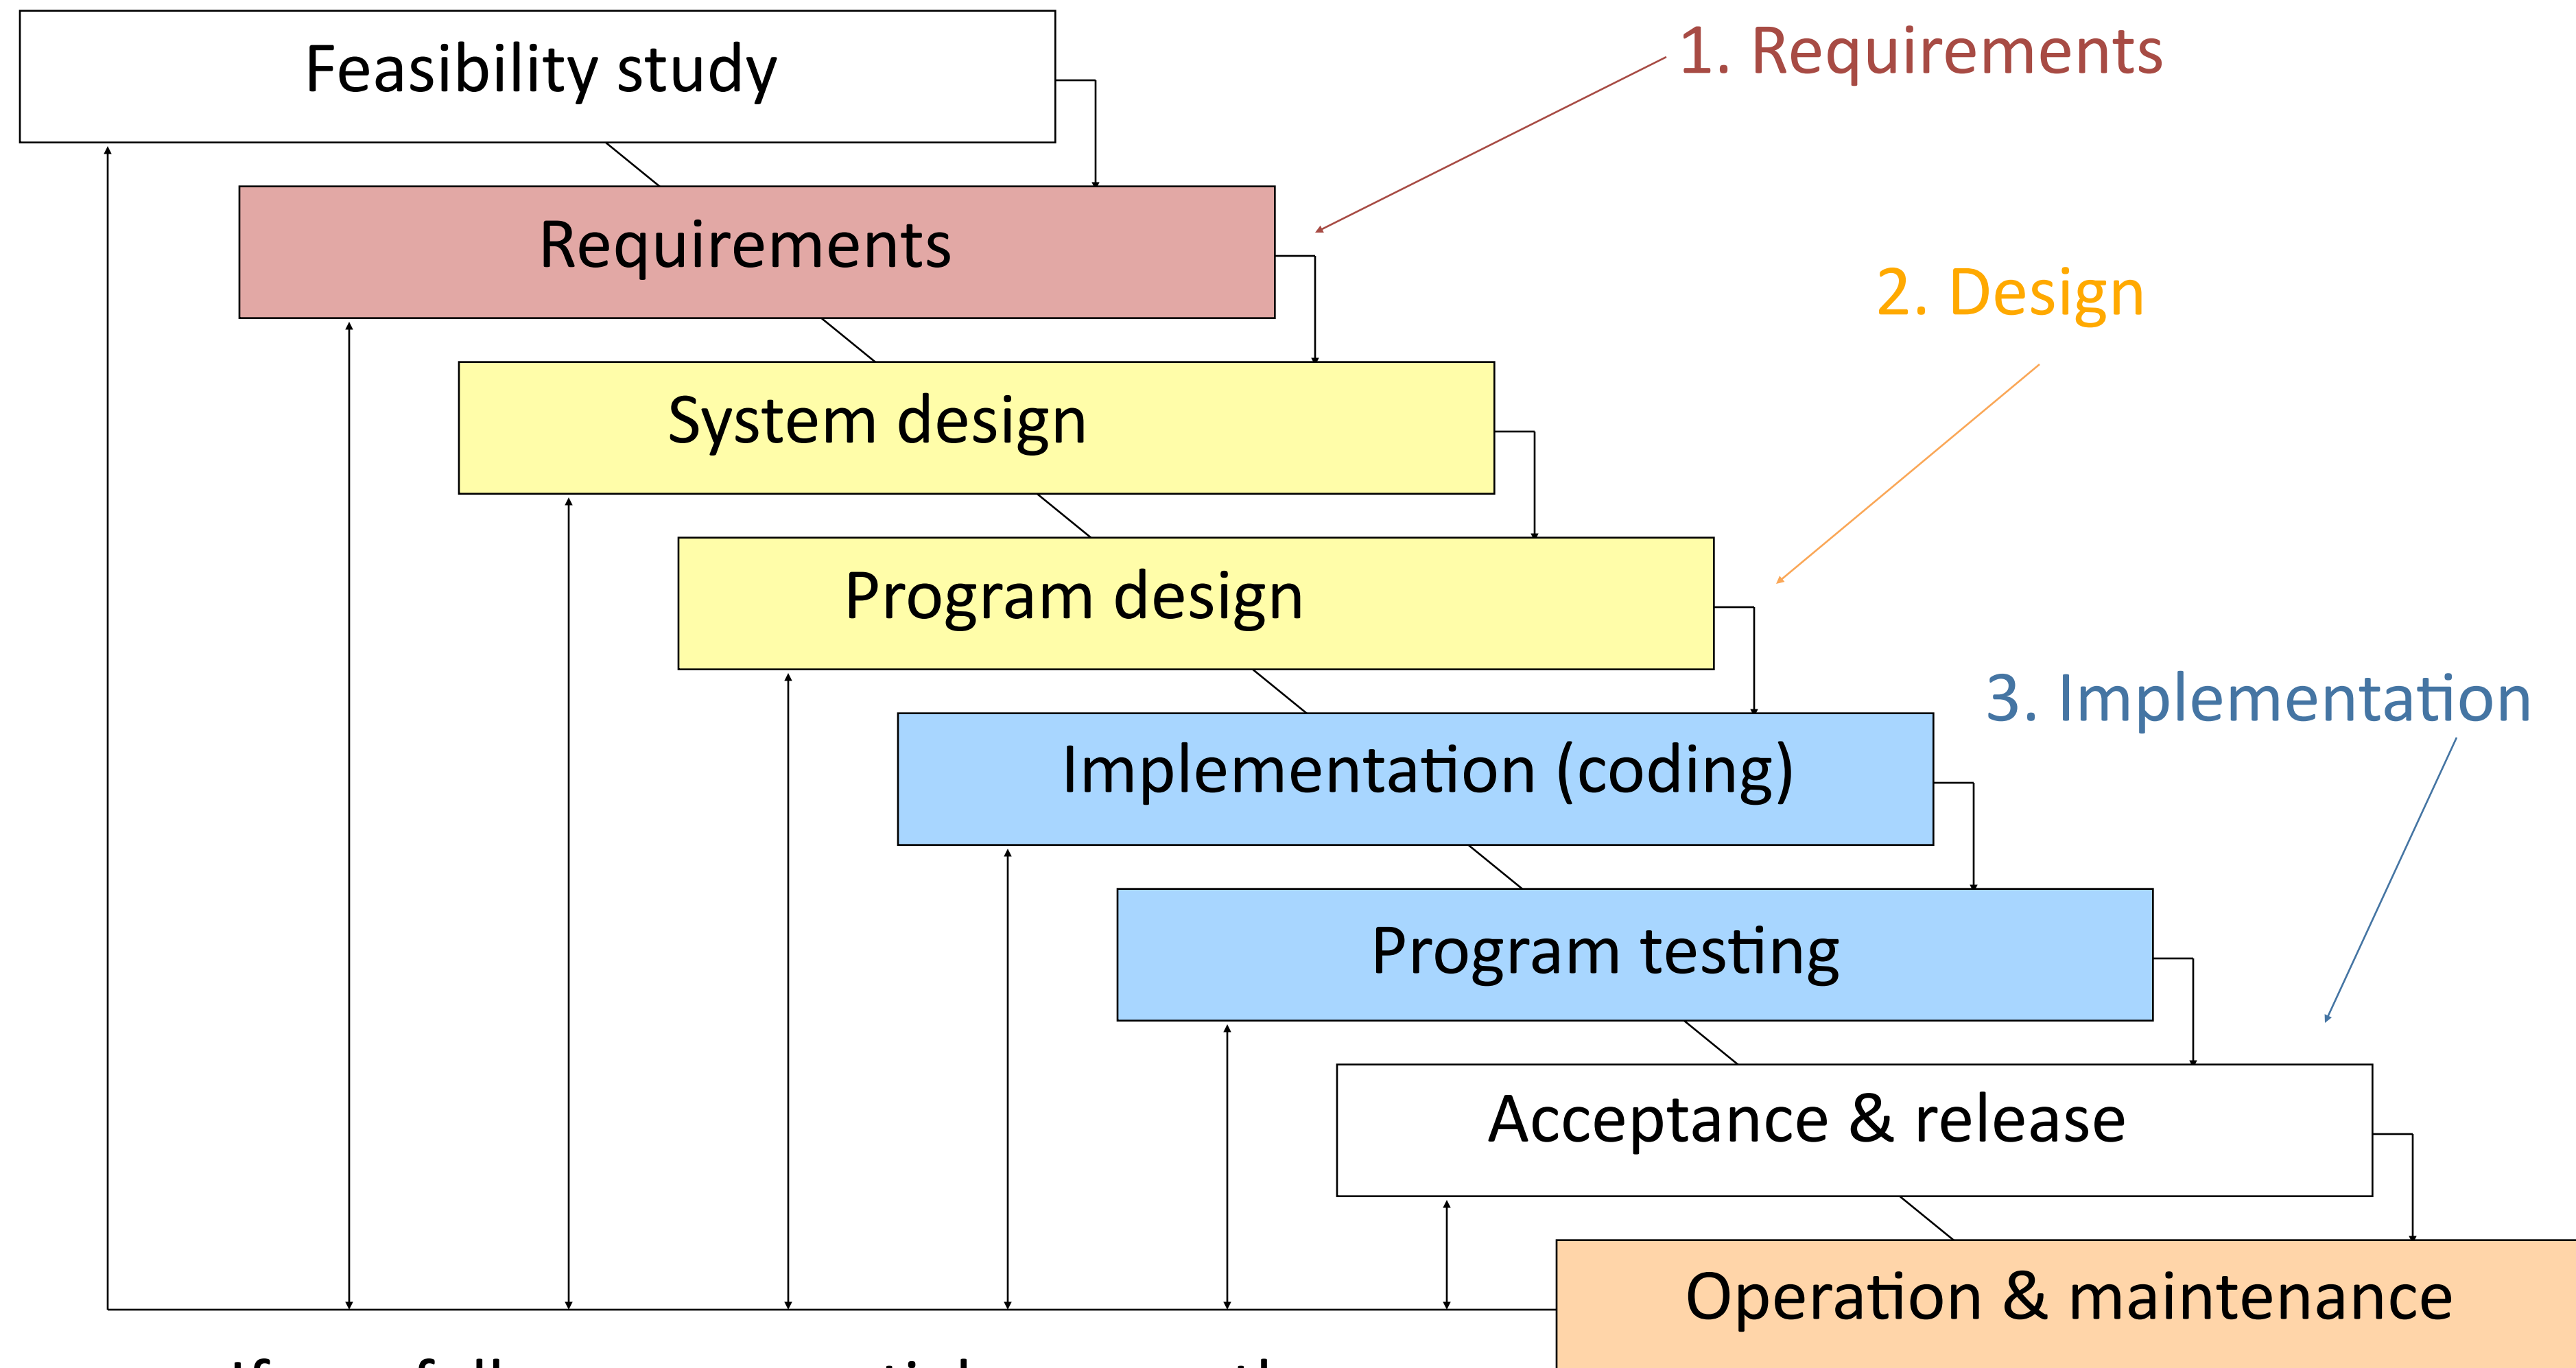 Feasibility study
1. Requirements
Requirements
2. Design
System design
Program design
3. Implementation
Implementation (coding)
Program testing
Acceptance & release
Operation & maintenance